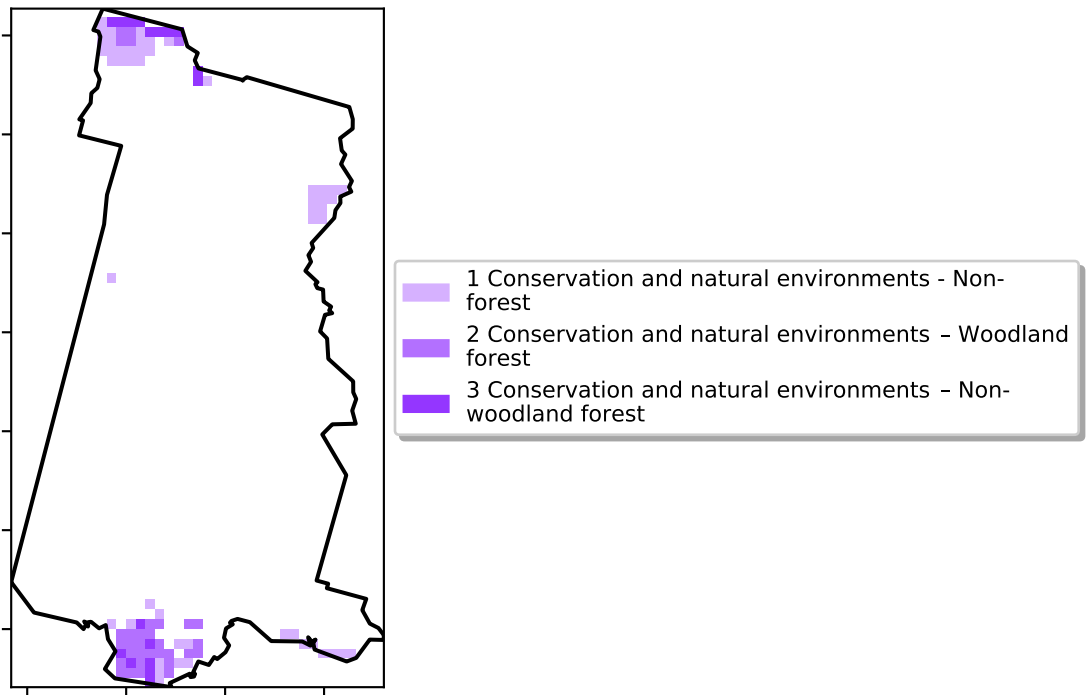 1 Conservation and natural environments - Non-
forest
2 Conservation and natural environments – Woodland
forest
3 Conservation and natural environments – Non-
woodland forest